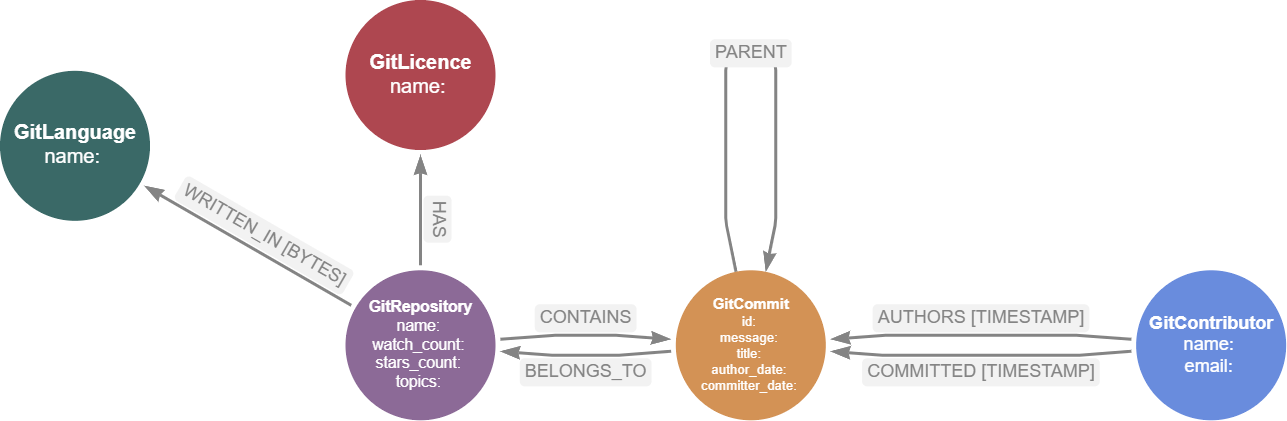 GitLicence
name:
PARENT
GitLanguage
name:
WRITTEN_IN [BYTES]
HAS
GitRepository
name:
watch_count:
stars_count:
topics:
CONTAINS
BELONGS_TO
GitCommit
id:
message:
title:
author_date:
committer_date:
AUTHORS [TIMESTAMP]
COMMITTED [TIMESTAMP]
GitContributor
name:
email: